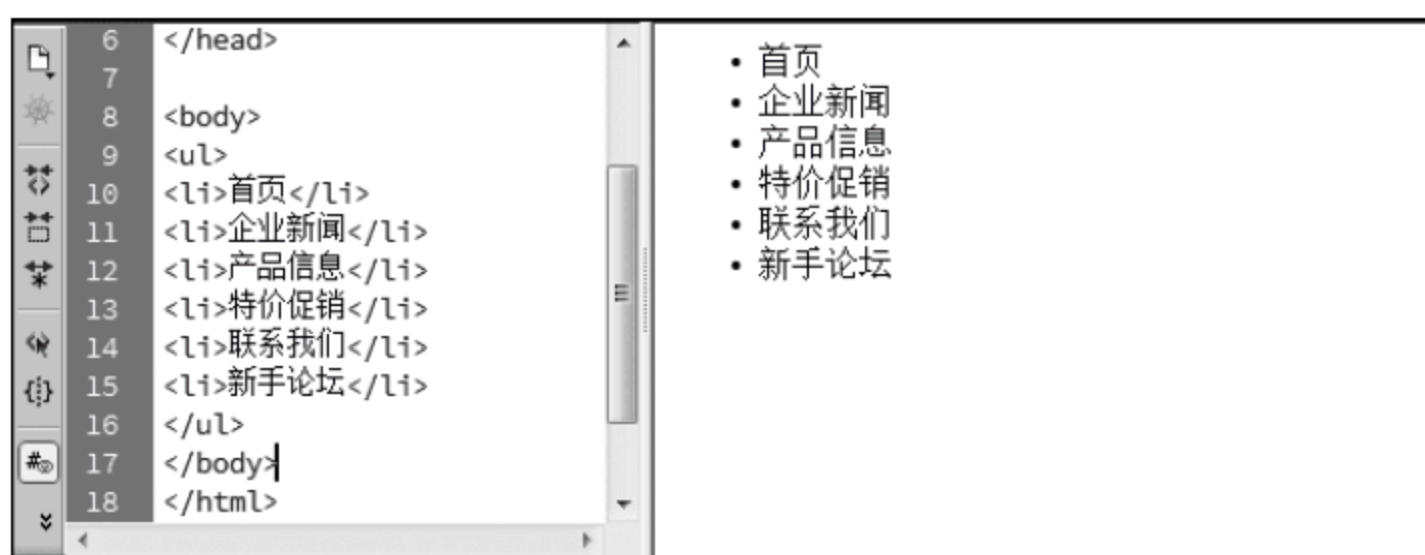 6 </head>
7
8 <body>
9 <ul>
10 <li>首页</li>
11 <li>企业新闻</li>
12 <li>产品信息</li>
13 <li>特价促销</li>
14 <li>联系我们</li>
15 <li>新手论坛</li>
16 </ul>
17 </body>
18 </html>
• 首页
• 企业新闻
• 产品信息
• 特价促销
• 联系我们
• 新手论坛